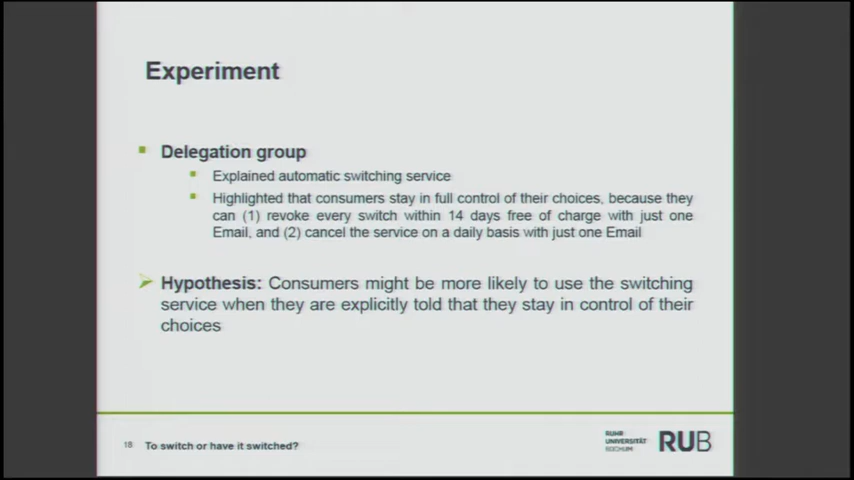 Experiment
Delegation group
Explained automatic switching service
Highlighted that consumers stay in full control of their choices, because they
can (1) revoke every switch within 14 days free of charge with just one
Email, and (2) cancel the service on a daily basis with just one Email
Hypothesis: Consumers might be more likely to use the switching
service when they are explicitly told that they stay in control of their
choices
18 To switch or have it switched?
RUHR
UNIVERSITÄT
BOCHUM
RUB